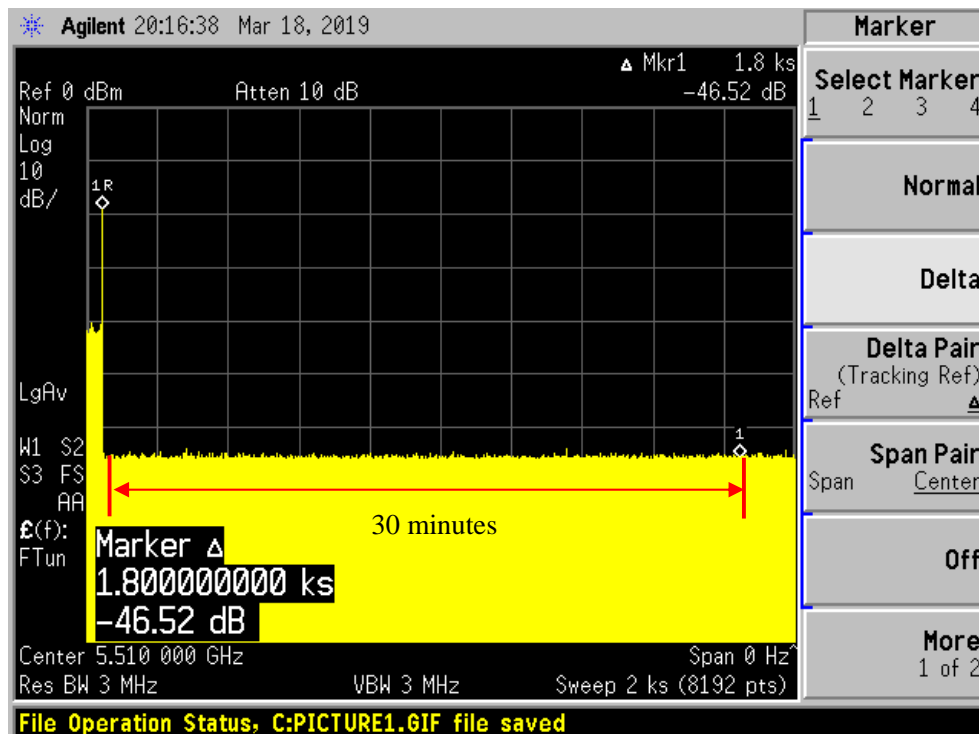 Agilent 20:16:38 Mar 18, 2019
Marker
Δ Mkr1 1.8 ks
Ref 0 dBm Atten 10 dB -46.52 dB
Norm
Log
10
dB/
1R
LgAv
1
W1 S2
S3 FS
AA
£(f):
FTun
30 minutes
Marker Δ
1.800000000 ks
-46.52 dB
Center 5.510 000 GHz Span 0 Hz^
Res BW 3 MHz VBW 3 MHz Sweep 2 ks (8192 pts)
File Operation Status, C:PICTURE1.GIF file saved
Select Marker
1 2 3 4
Normal
Delta
Delta Pair
(Tracking Ref)
Ref Δ
Span Pair
Span Center
Off
More
1 of 2